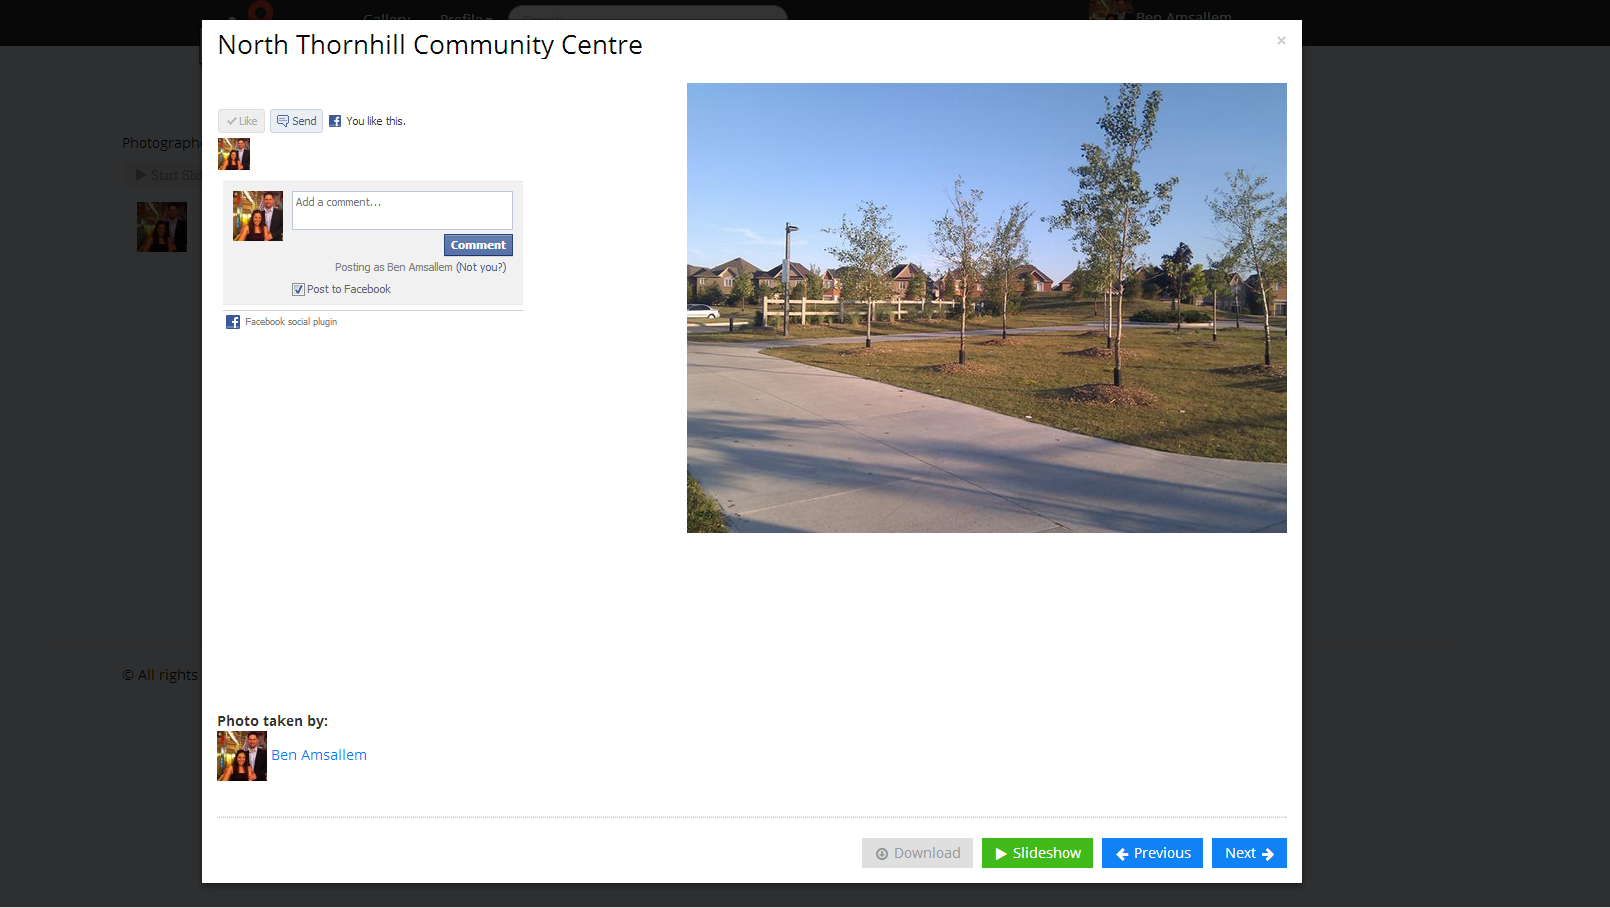 Gallery Profile
Ben Amsallem
North Thornhill Community Centre
×
Like Send You like this.
Photograph
Start Sli
Add a comment...
Comment
Posting as Ben Amsallem (Not you?)
Post to Facebook
Facebook social plugin
© All rights
Photo taken by:
Ben Amsallem
Download Slideshow Previous Next